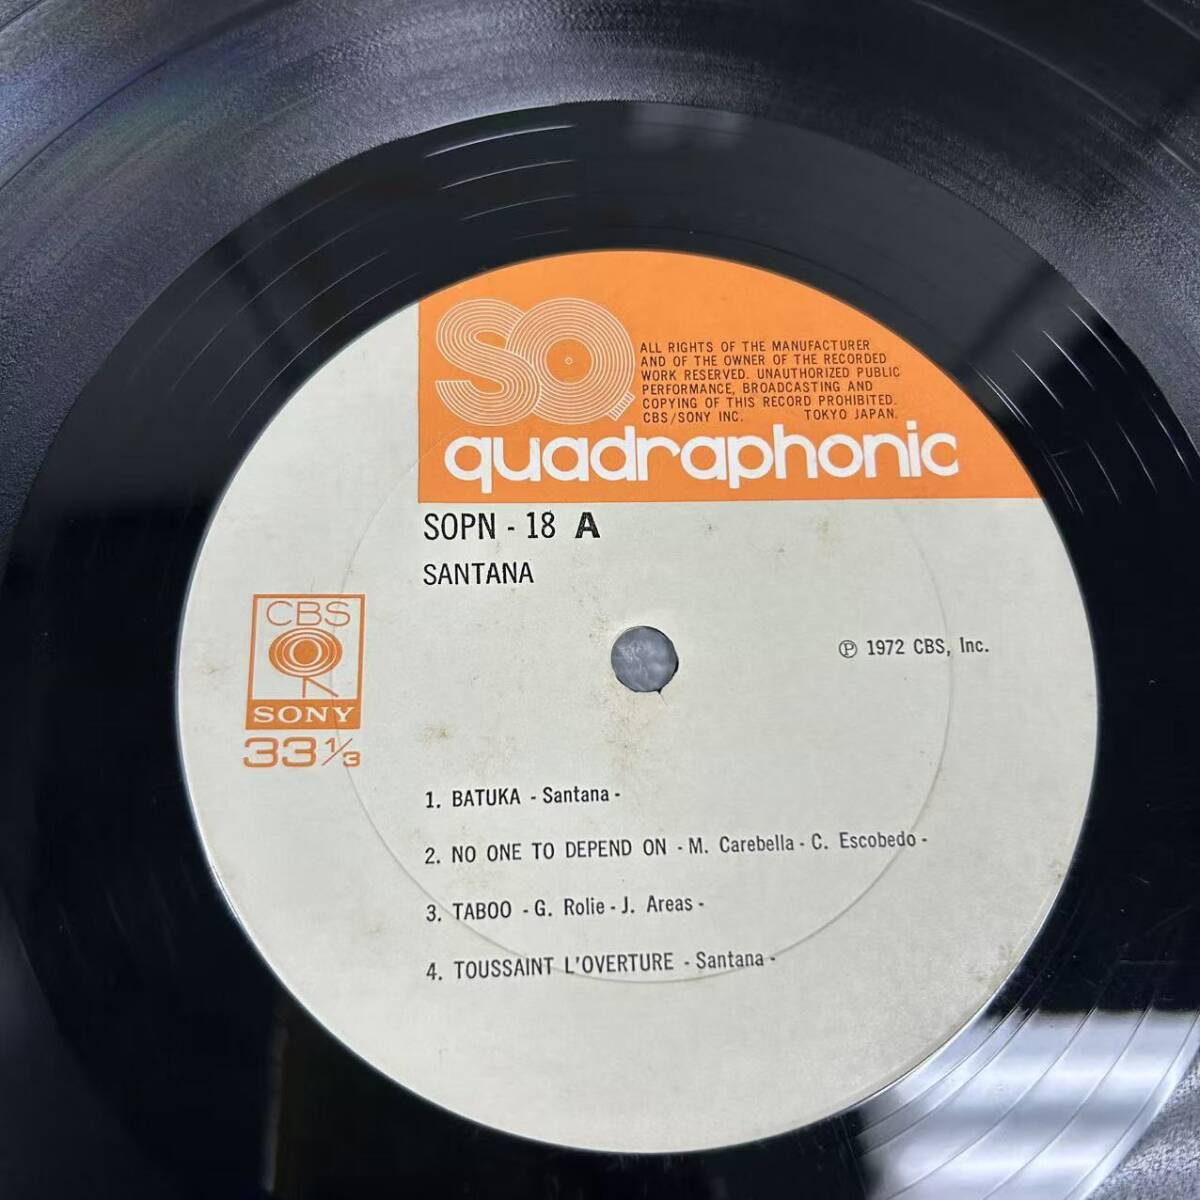 SQ
ALL RIGHTS OF THE MANUFACTURER
AND OF THE OWNER OF THE RECORDED
WORK RESERVED. UNAUTHORIZED PUBLIC
PERFORMANCE, BROADCASTING AND
COPYING OF THIS RECORD PROHIBITED.
CBS/SONY INC. TOKYO JAPAN.
quadraphonic
SOPN - 18 A
SANTANA
CBS
SONY
33 1/3
℗ 1972 CBS, Inc.
1. BATUKA - Santana -
2. NO ONE TO DEPEND ON - M. Carebella - C. Escobedo -
3. TABOO - G. Rolie - J. Areas -
4. TOUSSAINT L'OVERTURE - Santana -